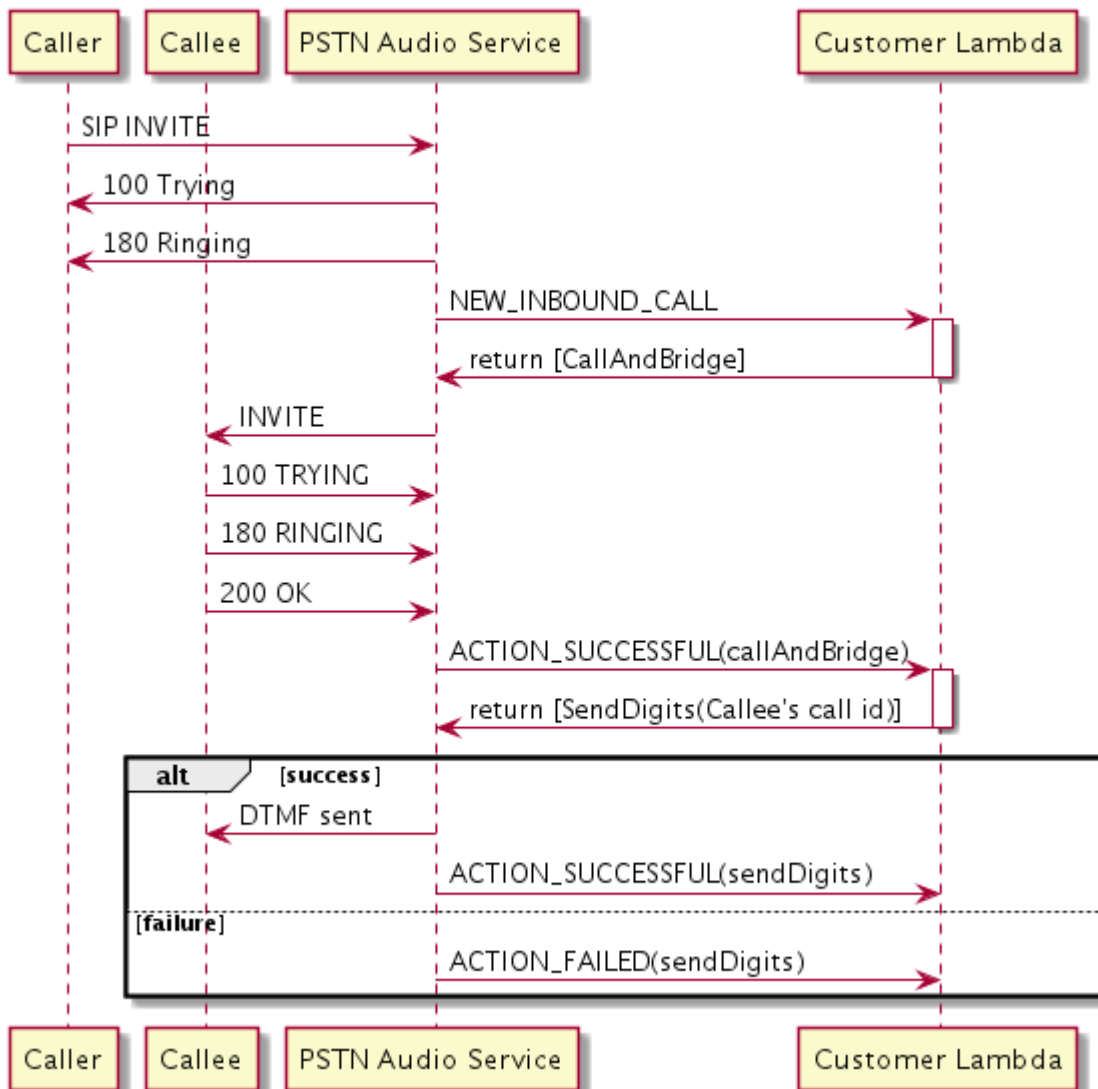 Caller Callee PSTN Audio Service Customer Lambda
SIP INVITE
100 Trying
180 Ringing
NEW_INBOUND_CALL
return [CallAndBridge]
INVITE
100 TRYING
180 RINGING
200 OK
ACTION_SUCCESSFUL(callAndBridge)
return [SendDigits(Callee's call id)]
alt [success]
DTMF sent
ACTION_SUCCESSFUL(sendDigits)
[failure]
ACTION_FAILED(sendDigits)
Caller Callee PSTN Audio Service Customer Lambda